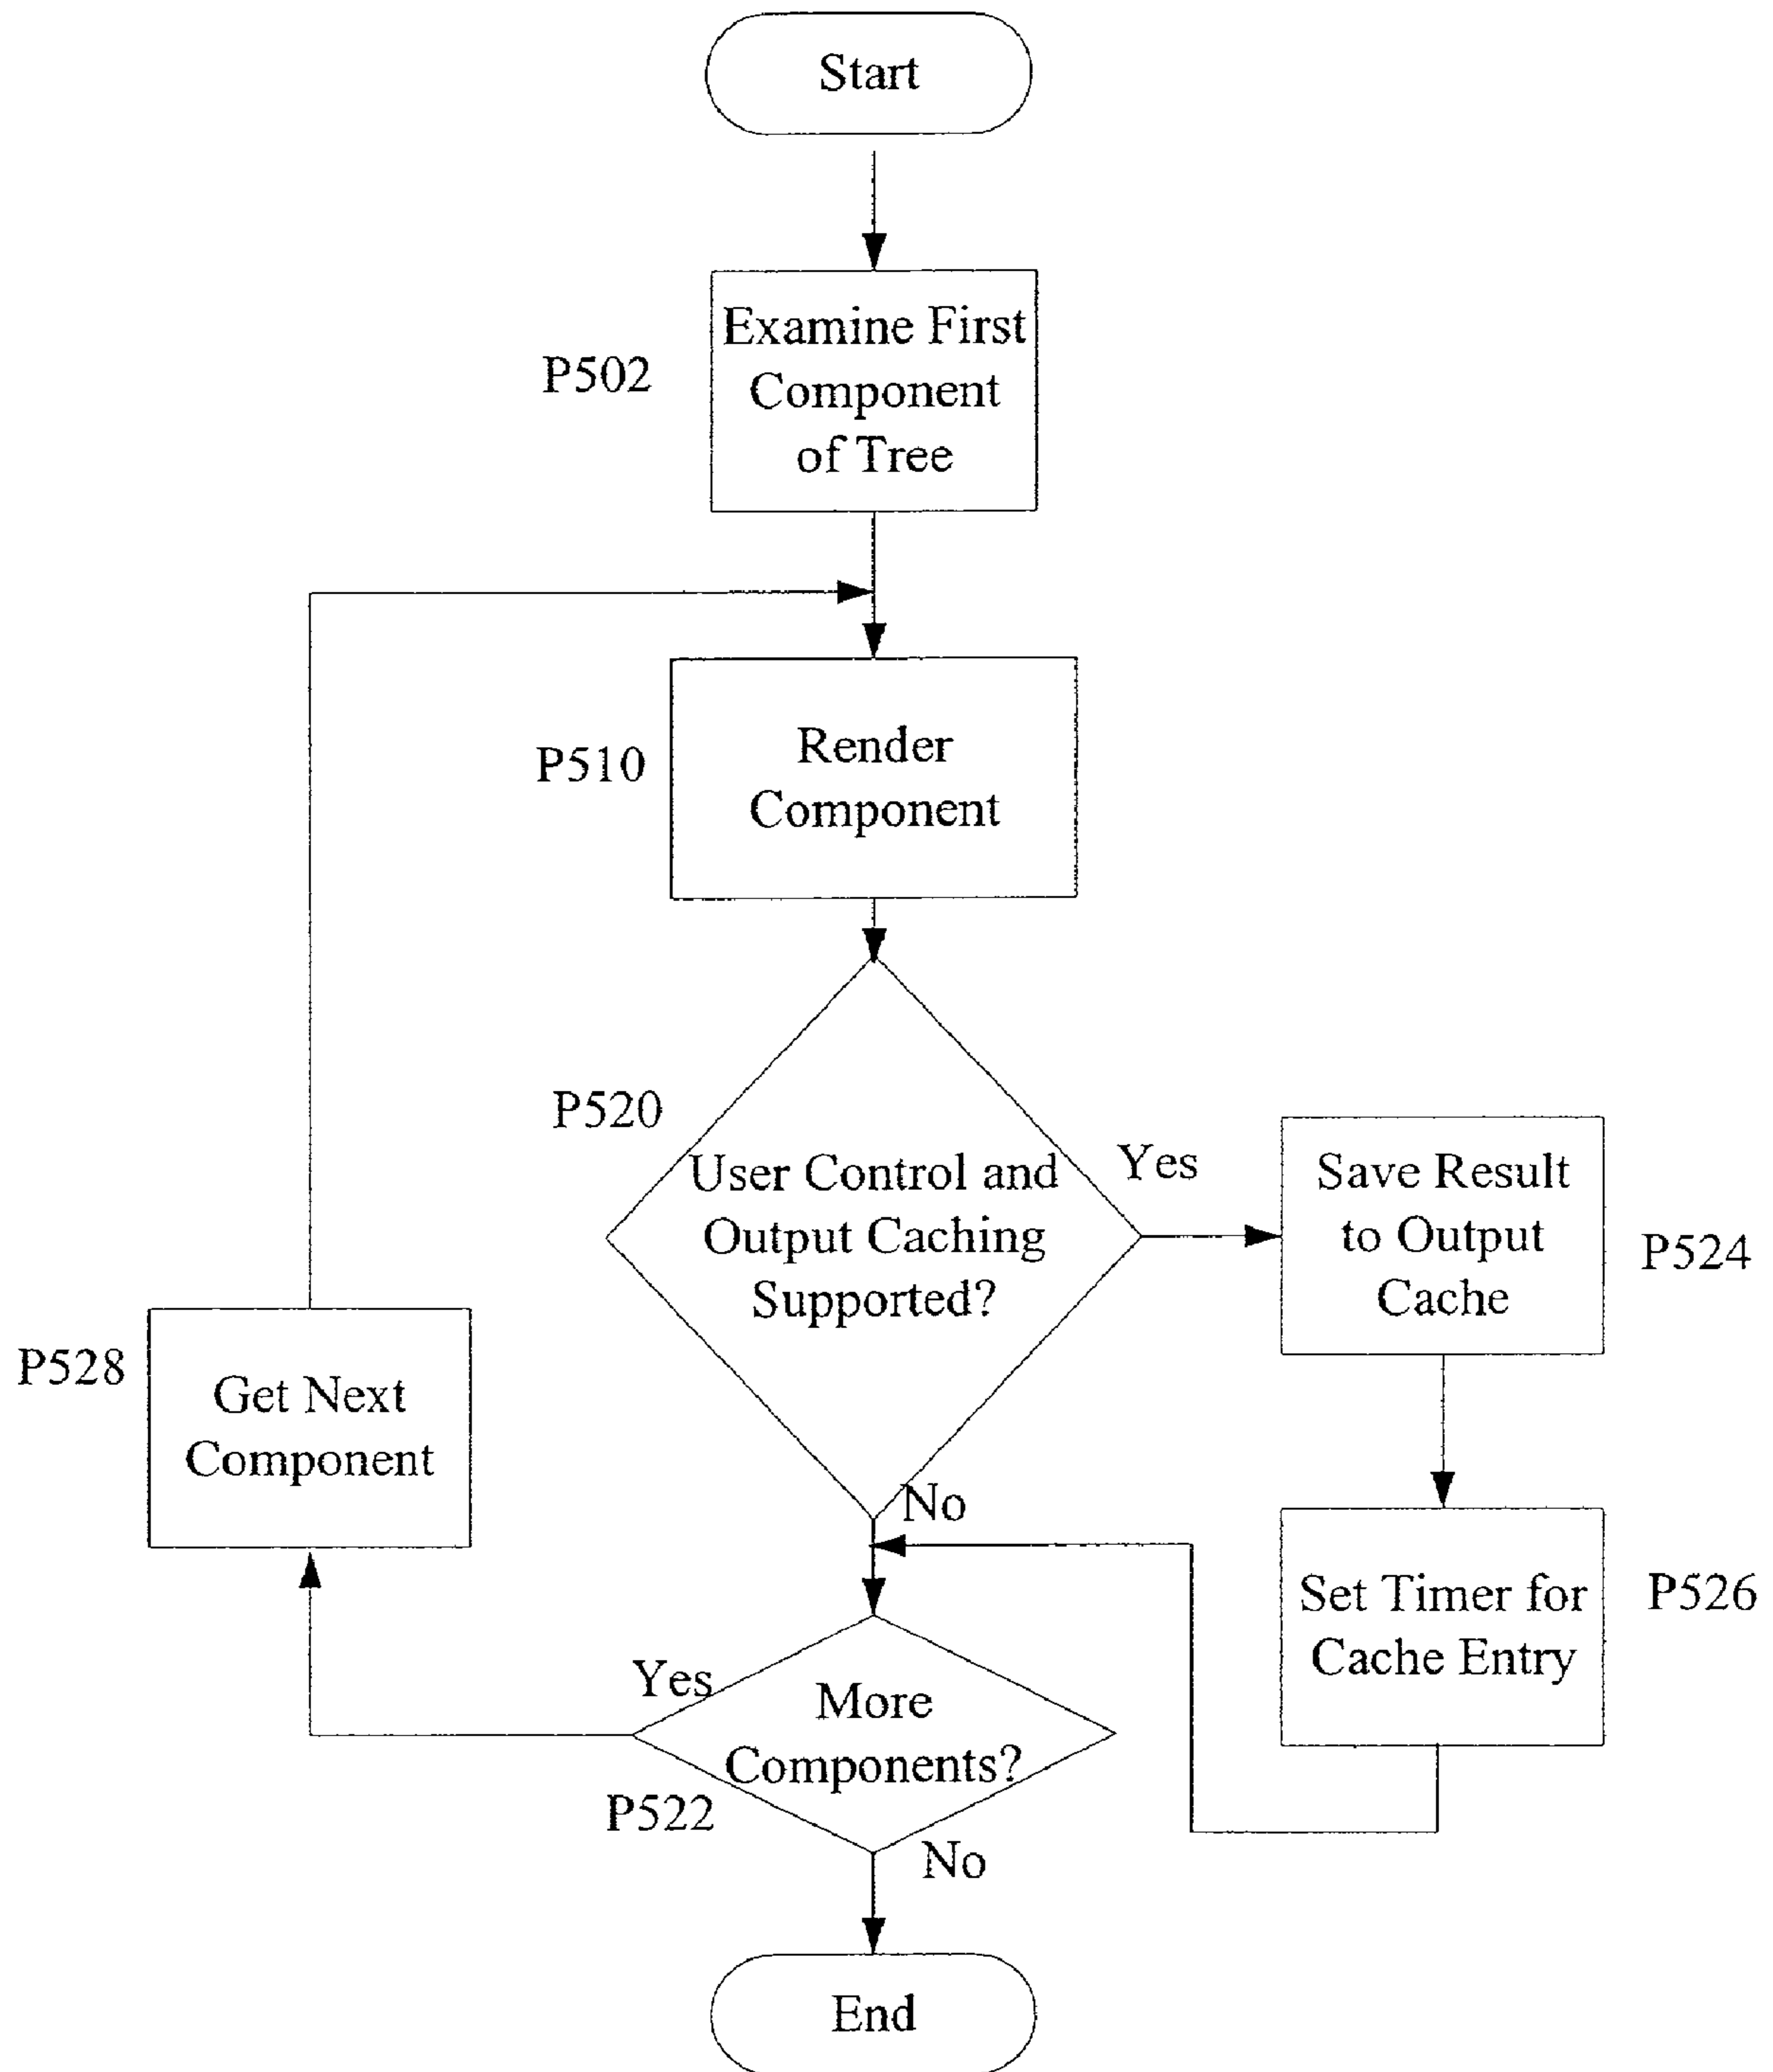 Start
Examine First
Component
of Tree
P502
Render
Component
P510
P520
User Control and
Output Caching
Supported?
Yes
Save Result
to Output
Cache
P524
P528
Get Next
Component
No
Set Timer for
Cache Entry
P526
Yes
More
Components?
P522
No
End